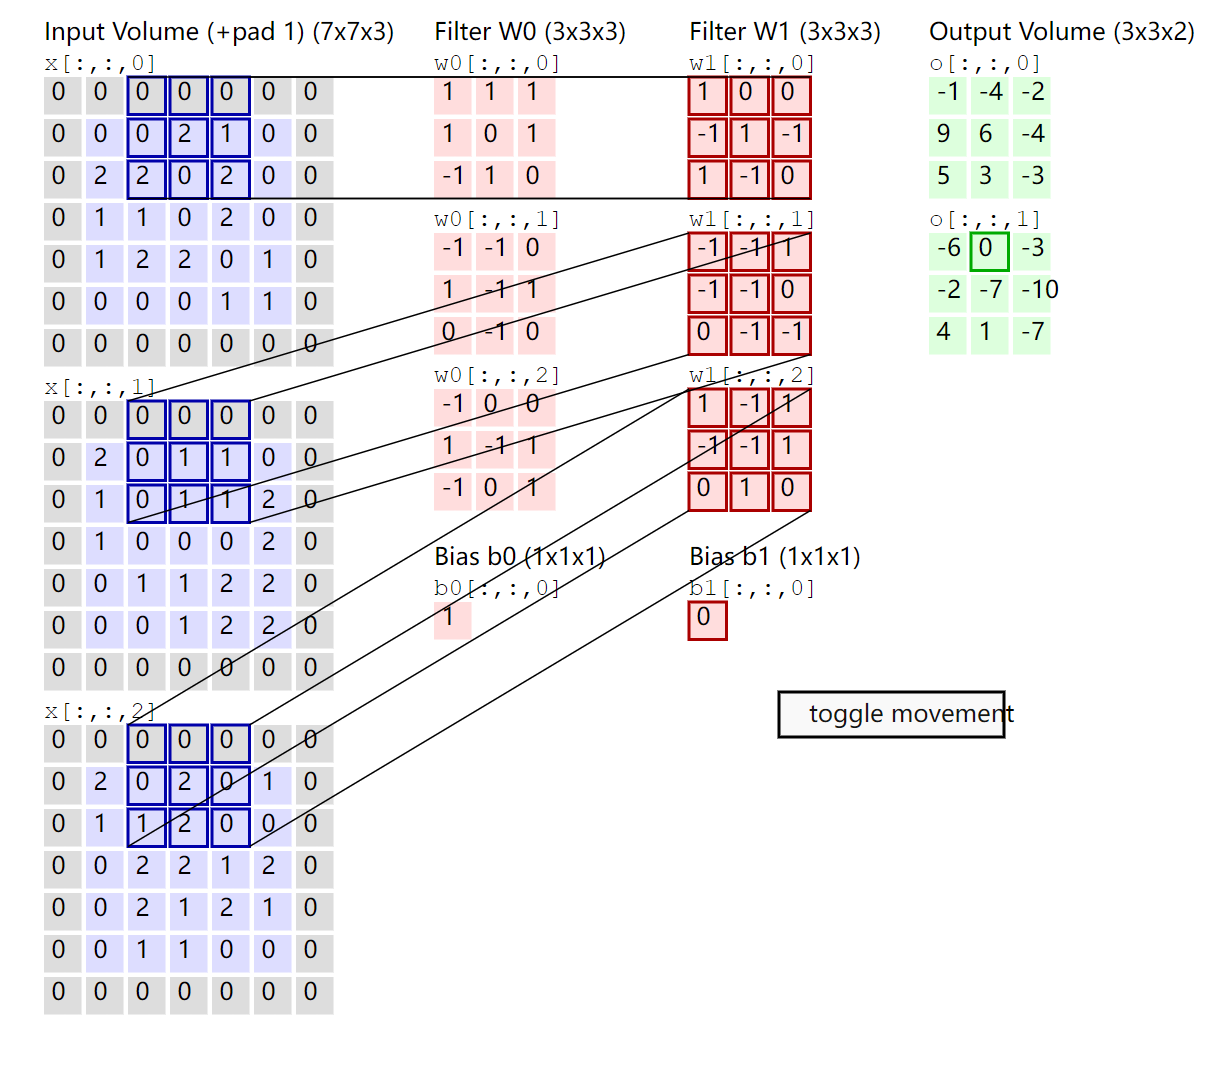 Input Volume (+pad 1) (7x7x3)
x[:,:,0]
0 0 0 0 0 0 0
0 0 0 2 1 0 0
0 2 2 0 2 0 0
0 1 1 0 2 0 0
0 1 2 2 0 1 0
0 0 0 0 1 1 0
0 0 0 0 0 0 0
x[:,:,1]
0 0 0 0 0 0 0
0 2 0 1 1 0 0
0 1 0 1 1 2 0
0 1 0 0 0 2 0
0 0 1 1 2 2 0
0 0 0 1 2 2 0
0 0 0 0 0 0 0
x[:,:,2]
0 0 0 0 0 0 0
0 2 0 2 0 1 0
0 1 1 2 0 0 0
0 0 2 2 1 2 0
0 0 2 1 2 1 0
0 0 1 1 0 0 0
0 0 0 0 0 0 0
Filter W0 (3x3x3)
w0[:,:,0]
1 1 1
1 0 1
-1 1 0
w0[:,:,1]
-1 -1 0
1 -1 1
0 -1 0
w0[:,:,2]
-1 0 0
1 -1 1
-1 0 1
Bias b0 (1x1x1)
b0[:,:,0]
1
Filter W1 (3x3x3)
w1[:,:,0]
1 0 0
-1 1 -1
1 -1 0
w1[:,:,1]
-1 -1 1
-1 -1 0
0 -1 -1
w1[:,:,2]
1 -1 1
-1 -1 1
0 1 0
Bias b1 (1x1x1)
b1[:,:,0]
0
Output Volume (3x3x2)
o[:,:,0]
-1 -4 -2
9 6 -4
5 3 -3
o[:,:,1]
-6 0 -3
-2 -7 -10
4 1 -7
toggle movement